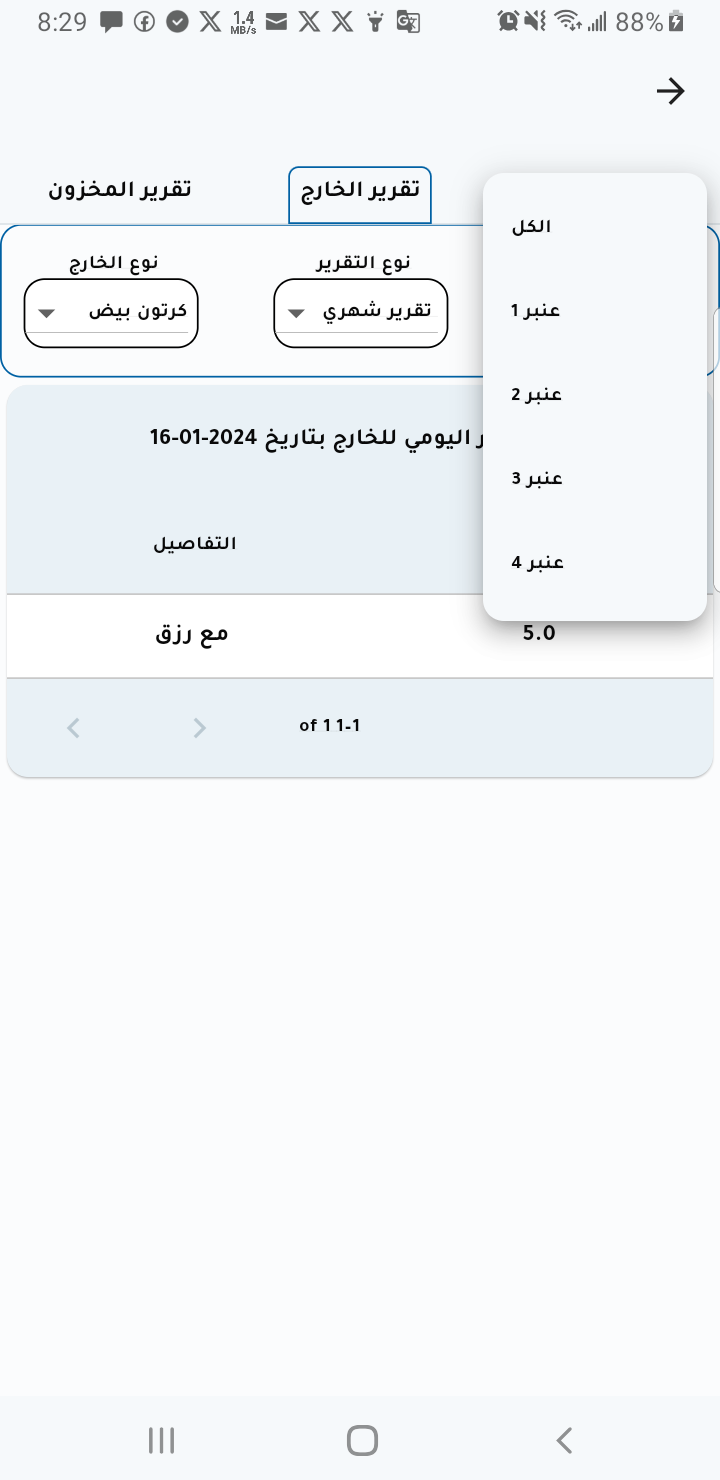 8:29 1.4 MB/s 88%
تقرير الخارج تقرير المخزون
نوع التقرير نوع الخارج
تقرير شهري كرتون بيض
الكل
عنبر 1
عنبر 2
عنبر 3
عنبر 4
اليومي للخارج بتاريخ 2024-01-16
التفاصيل
5.0 مع رزق
1-1 of 1